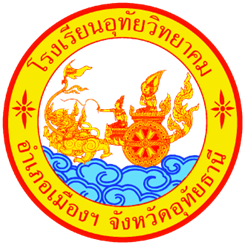 โรงเรียนอุทัยวิทยาคม
อำเภอเมืองฯ จังหวัดอุทัยธานี